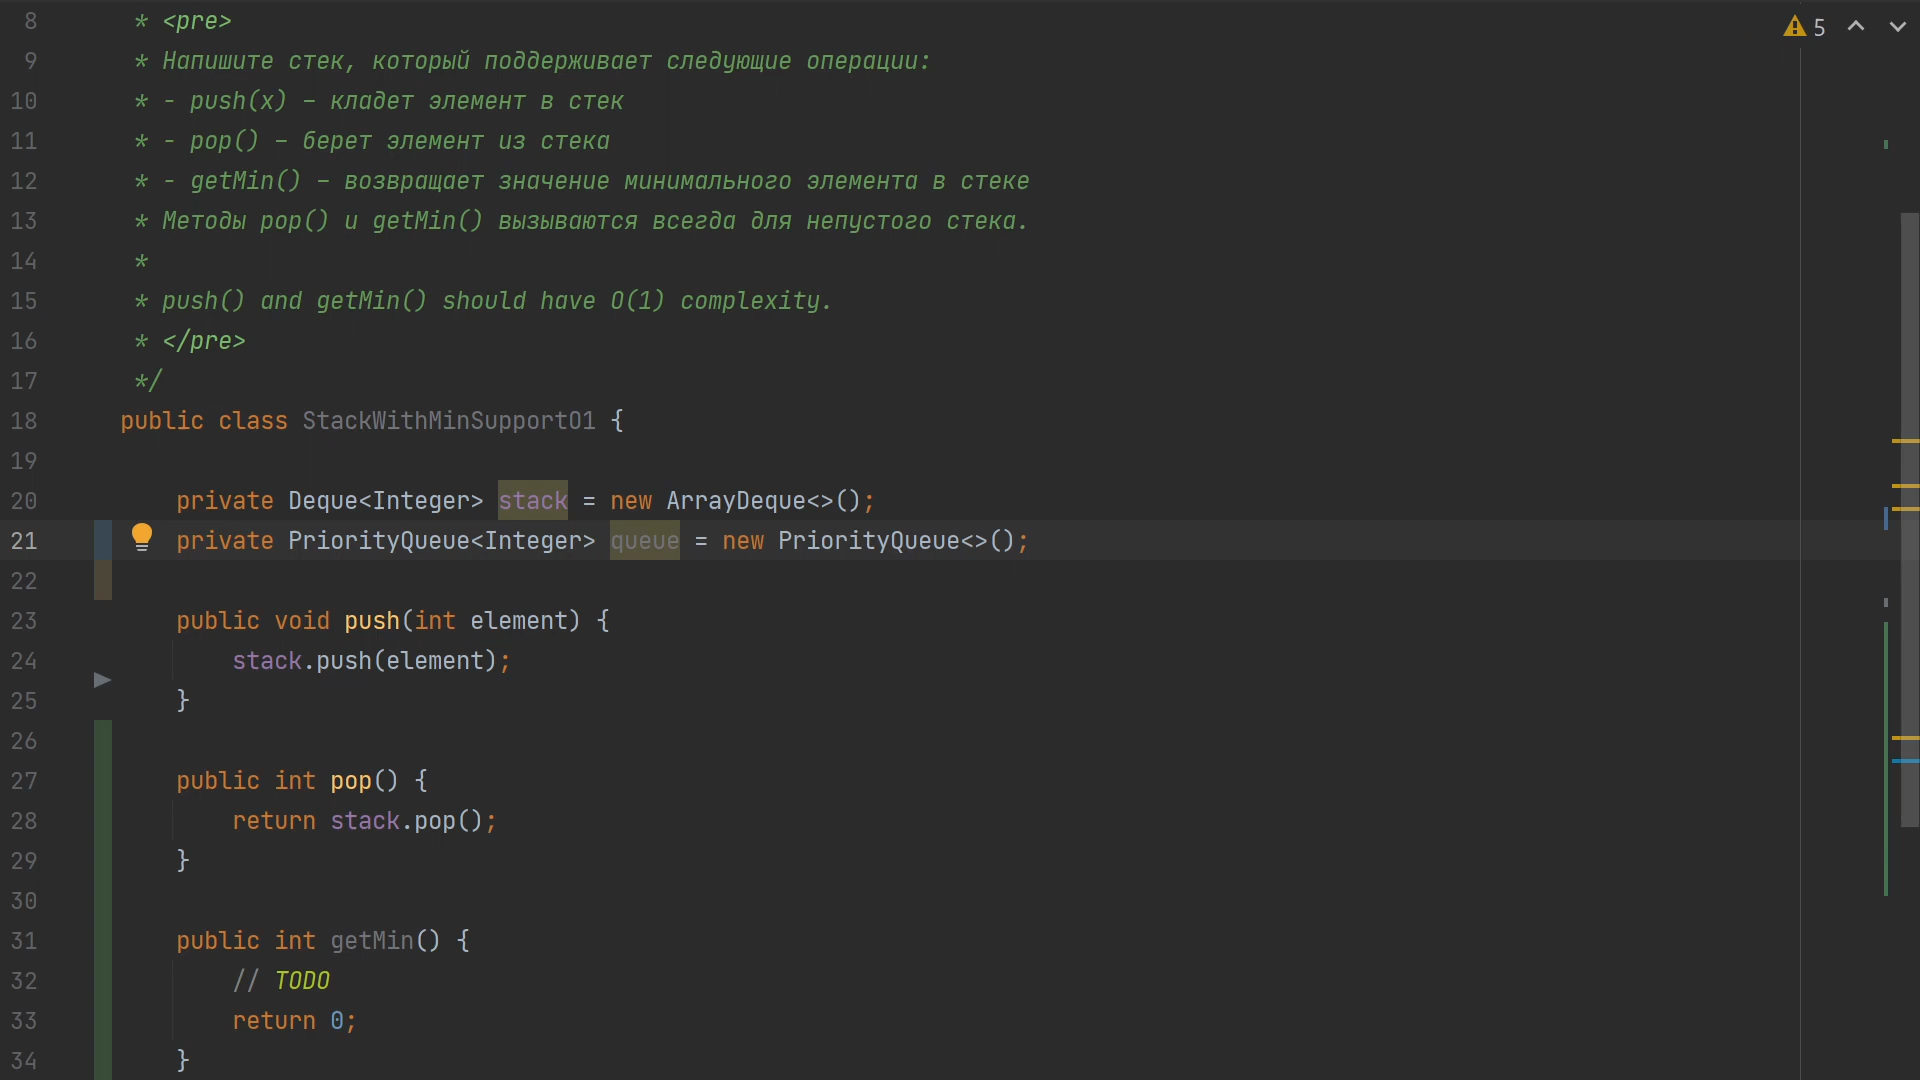 5
8 * <pre>
9 * Напишите стек, который поддерживает следующие операции:
10 * - push(x) – кладет элемент в стек
11 * - pop() – берет элемент из стека
12 * - getMin() – возвращает значение минимального элемента в стеке
13 * Методы pop() и getMin() вызываются всегда для непустого стека.
14 *
15 * push() and getMin() should have O(1) complexity.
16 * </pre>
17 */
18 public class StackWithMinSupportO1 {
19
20 private Deque<Integer> stack = new ArrayDeque<>();
21 private PriorityQueue<Integer> queue = new PriorityQueue<>();
22
23 public void push(int element) {
24 stack.push(element);
25 }
26
27 public int pop() {
28 return stack.pop();
29 }
30
31 public int getMin() {
32 // TODO
33 return 0;
34 }